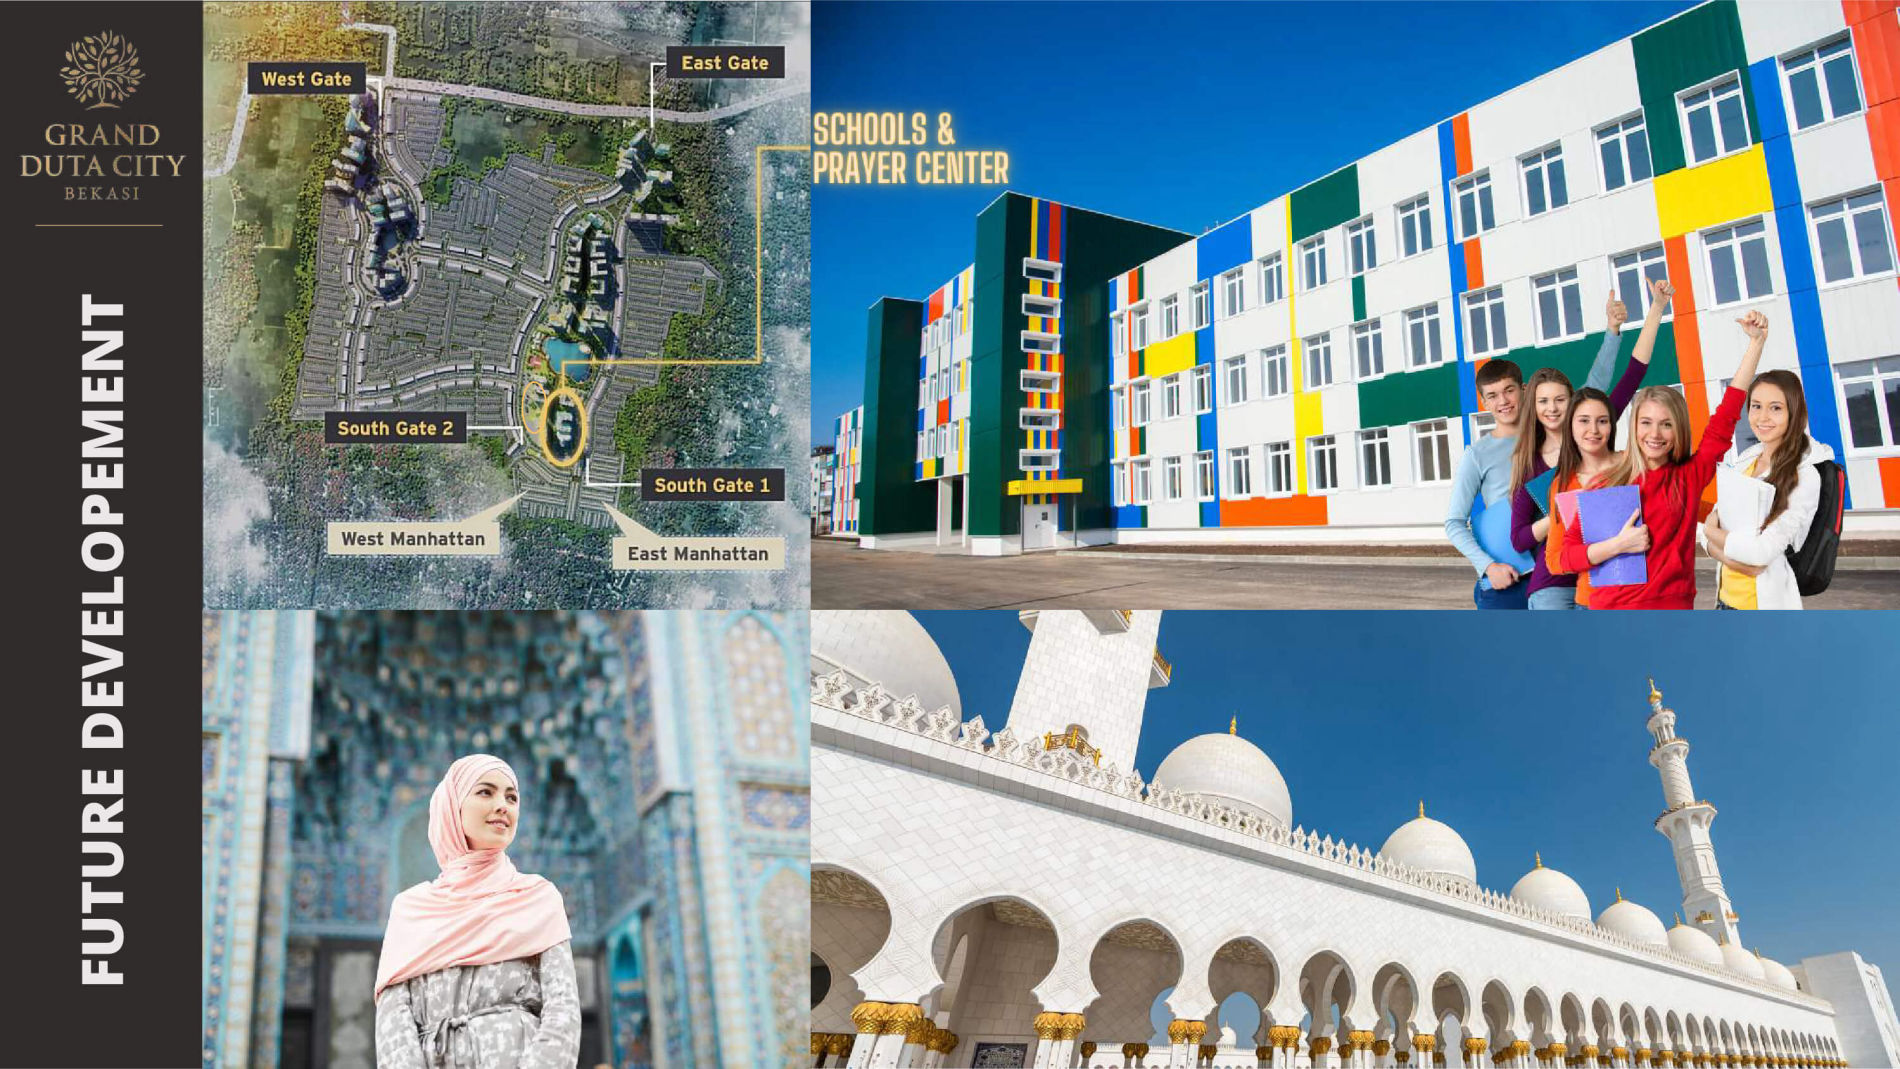 GRAND
DUTA CITY
BEKASI
FUTURE DEVELOPEMENT
West Gate
East Gate
South Gate 2
South Gate 1
West Manhattan
East Manhattan
SCHOOLS &
PRAYER CENTER